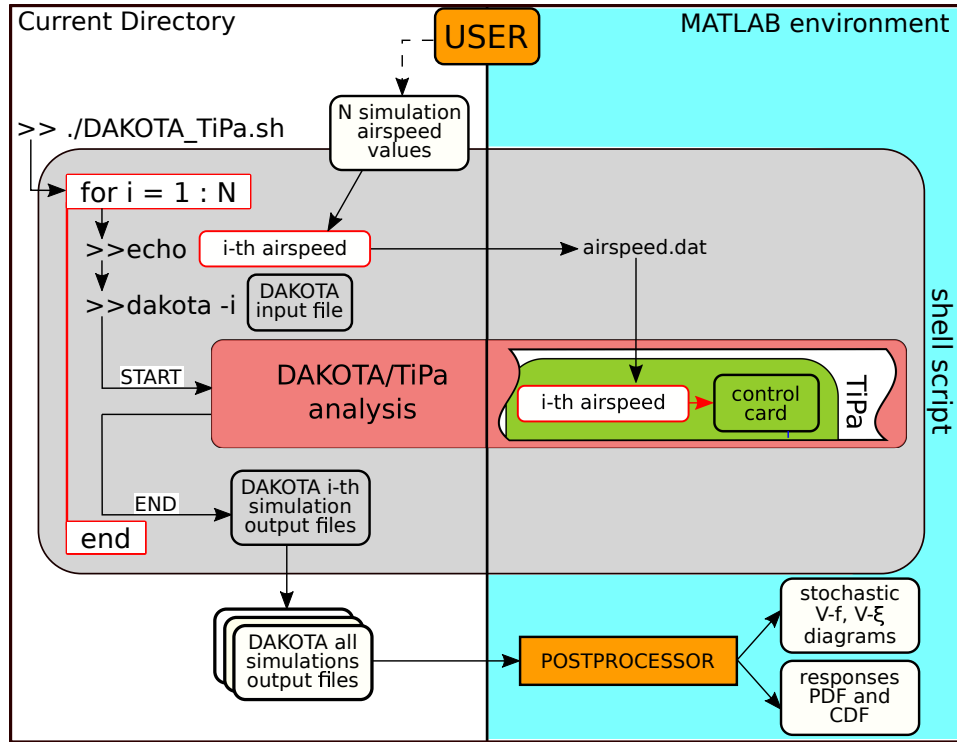 Current Directory
USER
MATLAB environment
N simulation
airspeed
values
>> ./DAKOTA_TiPa.sh
for i = 1 : N
>>echo
i-th airspeed
airspeed.dat
>>dakota -i
DAKOTA
input file
shell script
START
DAKOTA/TiPa
analysis
i-th airspeed
control
card
TiPa
END
DAKOTA i-th
simulation
output files
end
DAKOTA all
simulations
output files
POSTPROCESSOR
stochastic
V-f, V-ξ
diagrams
responses
PDF and
CDF